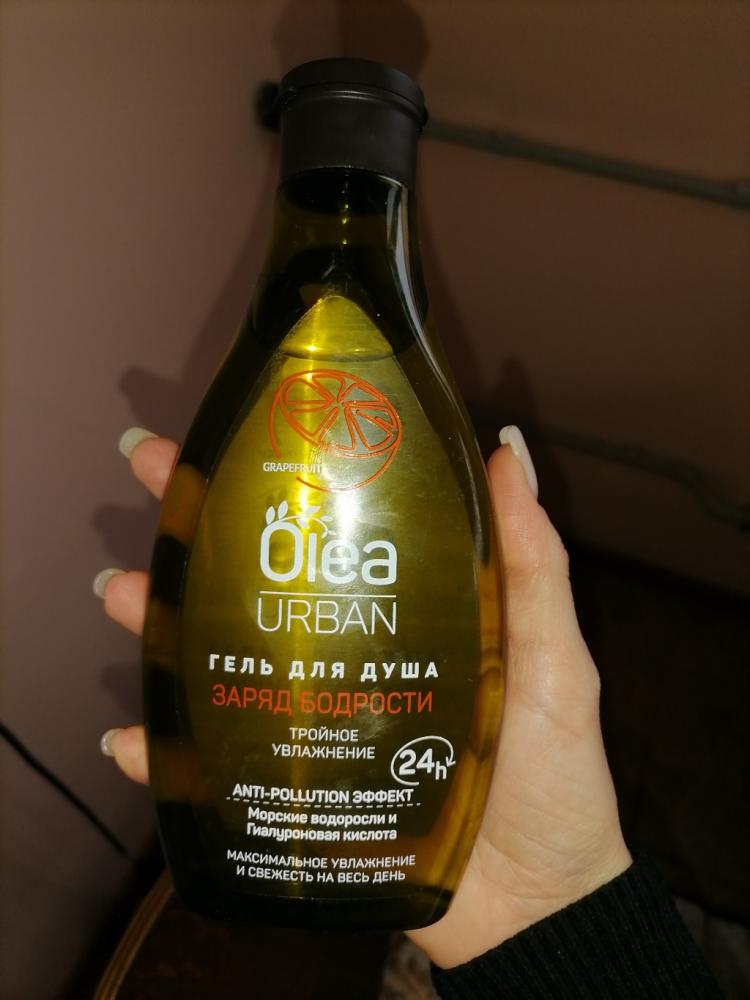 GRAPEFRUIT
Olea
URBAN
ГЕЛЬ ДЛЯ ДУША
ЗАРЯД БОДРОСТИ
ТРОЙНОЕ
УВЛАЖНЕНИЕ
24h
ANTI-POLLUTION ЭФФЕКТ
Морские водоросли и
Гиалуроновая кислота
МАКСИМАЛЬНОЕ УВЛАЖНЕНИЕ
И СВЕЖЕСТЬ НА ВЕСЬ ДЕНЬ